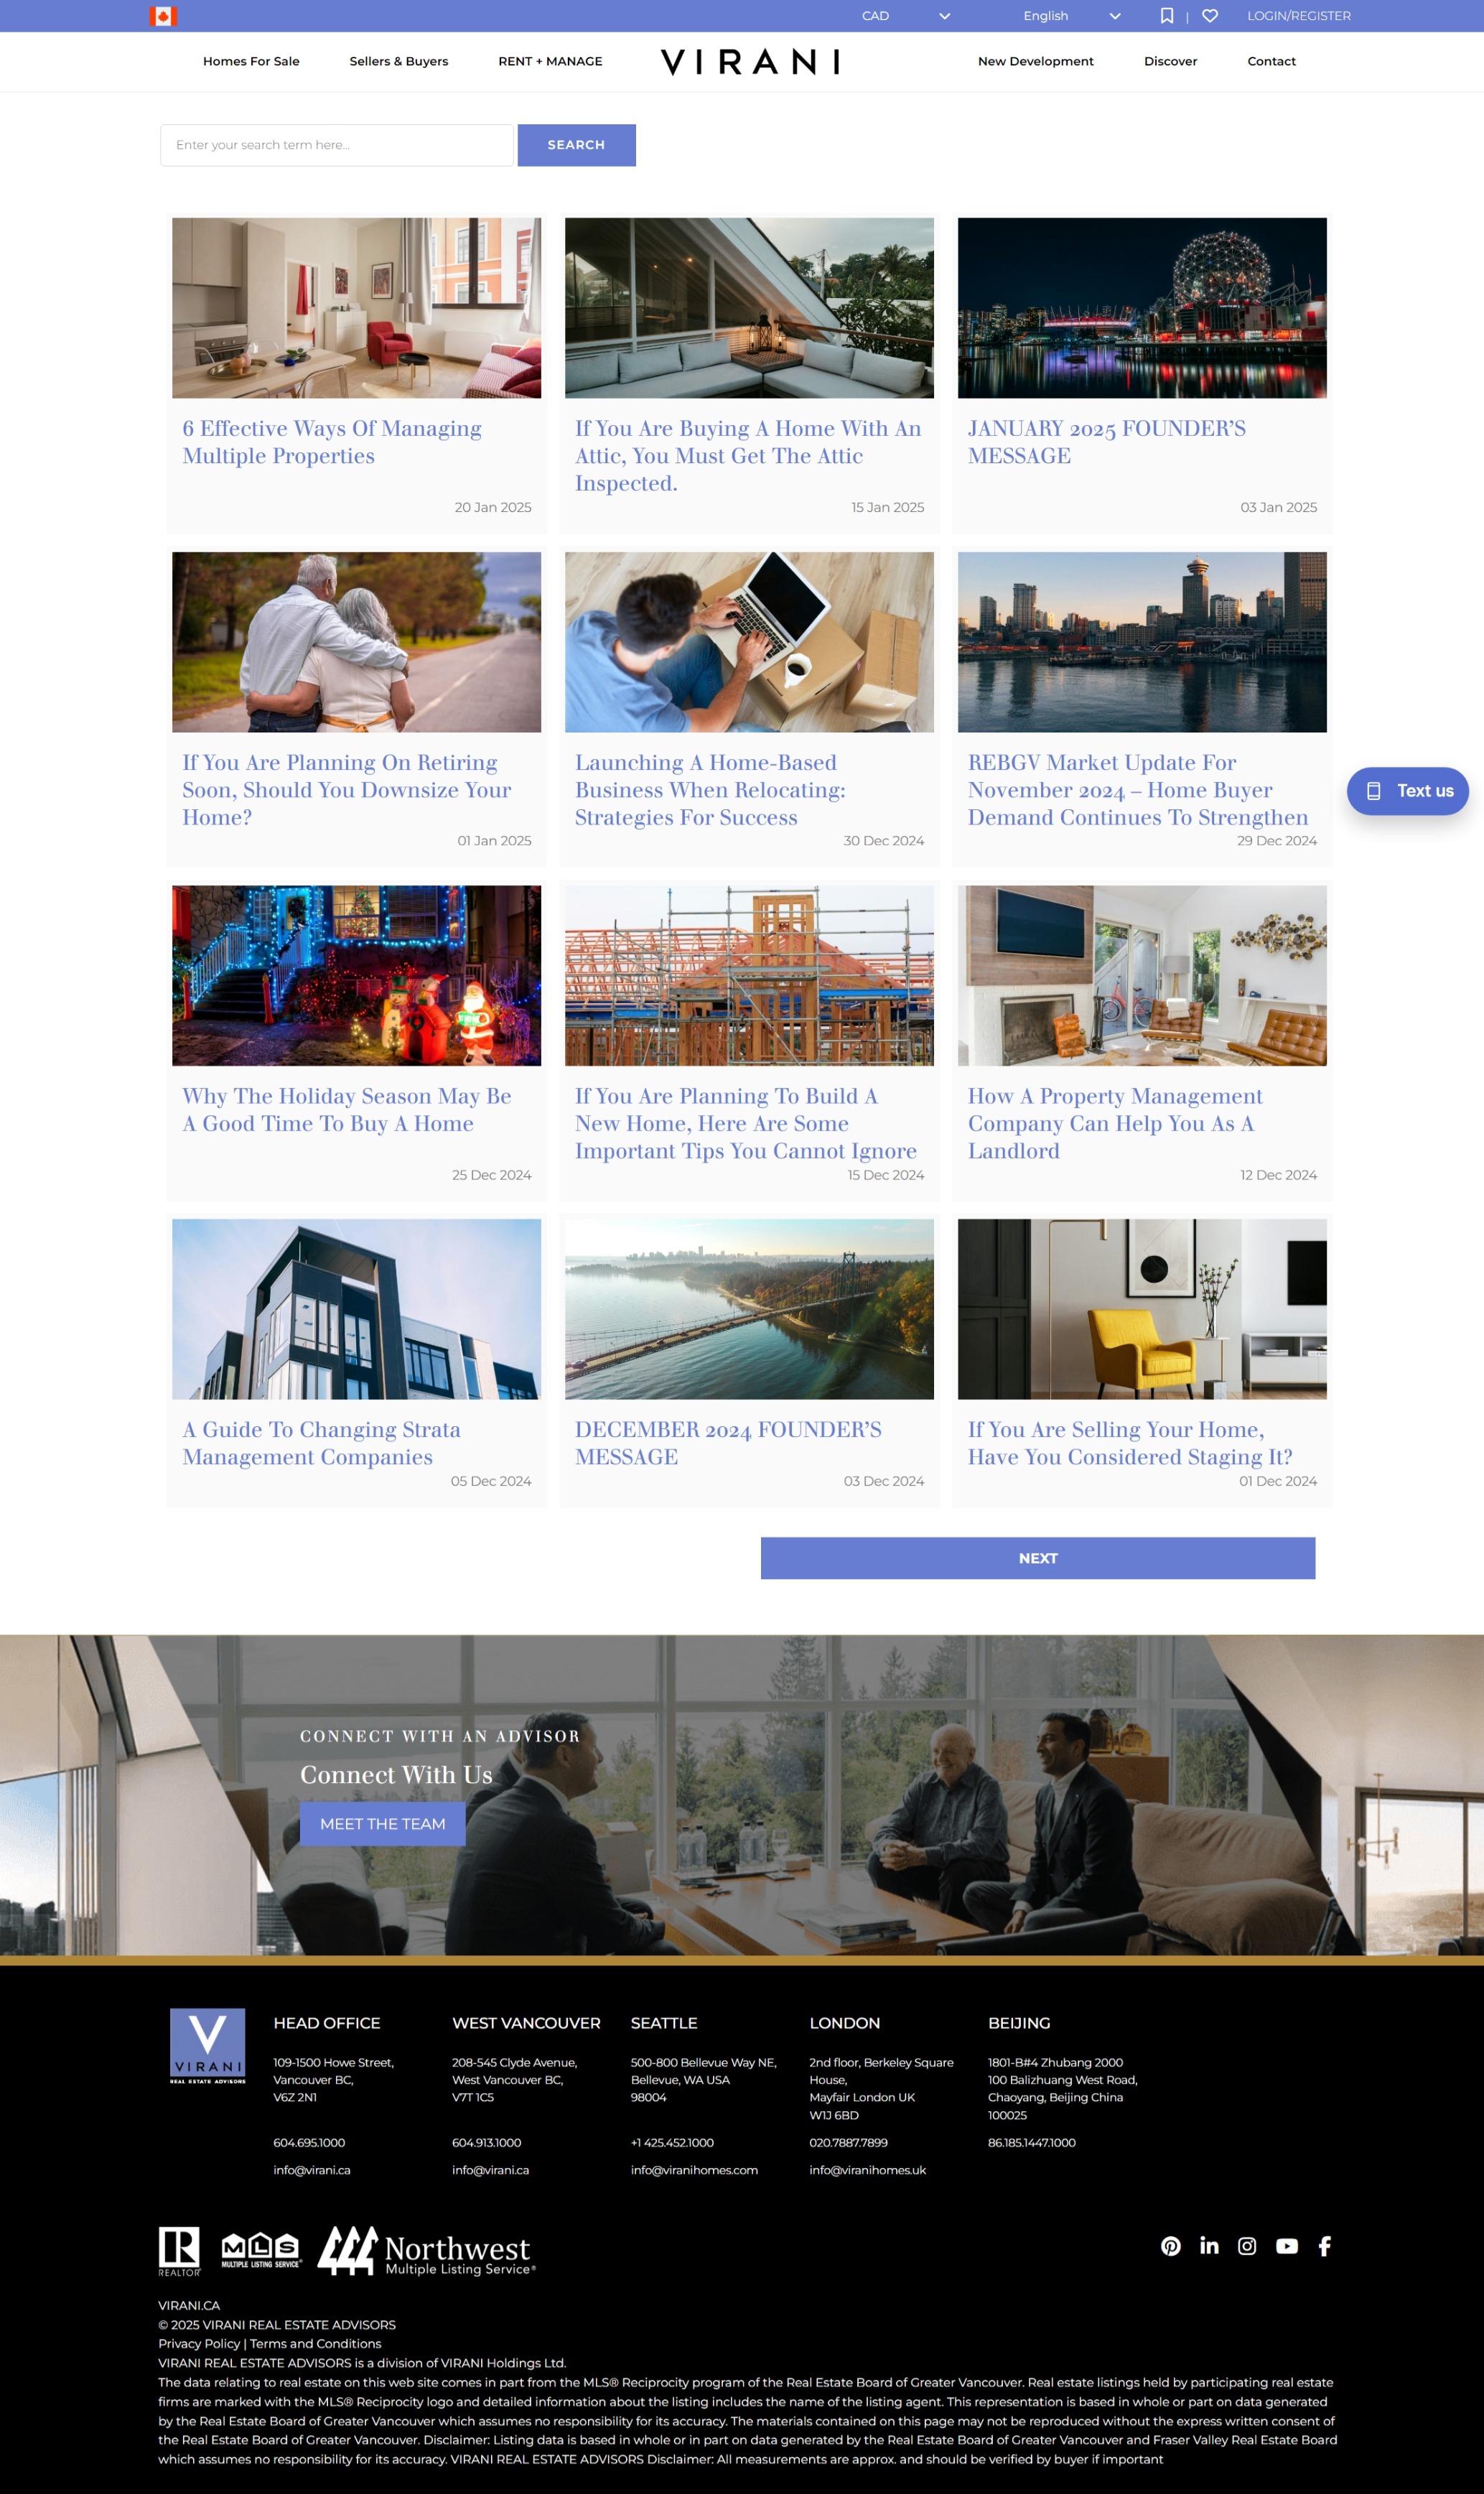 CAD
English
|
LOGIN/REGISTER
Homes For Sale
Sellers & Buyers
RENT + MANAGE
VIRANI
New Development
Discover
Contact
Enter your search term here...
SEARCH
6 Effective Ways Of Managing
Multiple Properties
20 Jan 2025
If You Are Buying A Home With An
Attic, You Must Get The Attic
Inspected.
15 Jan 2025
JANUARY 2025 FOUNDER'S
MESSAGE
03 Jan 2025
If You Are Planning On Retiring
Soon, Should You Downsize Your
Home?
01 Jan 2025
Launching A Home-Based
Business When Relocating:
Strategies For Success
30 Dec 2024
REBGV Market Update For
November 2024 – Home Buyer
Demand Continues To Strengthen
29 Dec 2024
Text us
Why The Holiday Season May Be
A Good Time To Buy A Home
25 Dec 2024
If You Are Planning To Build A
New Home, Here Are Some
Important Tips You Cannot Ignore
15 Dec 2024
How A Property Management
Company Can Help You As A
Landlord
12 Dec 2024
A Guide To Changing Strata
Management Companies
05 Dec 2024
DECEMBER 2024 FOUNDER'S
MESSAGE
03 Dec 2024
If You Are Selling Your Home,
Have You Considered Staging It?
01 Dec 2024
NEXT
CONNECT WITH AN ADVISOR
Connect With Us
MEET THE TEAM
V
VIRANI
REAL ESTATE ADVISORS
HEAD OFFICE
109-1500 Howe Street,
Vancouver BC,
V6Z 2N1
604.695.1000
info@virani.ca
WEST VANCOUVER
208-545 Clyde Avenue,
West Vancouver BC,
V7T 1C5
604.913.1000
info@virani.ca
SEATTLE
500-800 Bellevue Way NE,
Bellevue, WA USA
98004
+1 425.452.1000
info@viranihomes.com
LONDON
2nd floor, Berkeley Square
House,
Mayfair London UK
W1J 6BD
020.7887.7899
info@viranihomes.uk
BEIJING
1801-B#4 Zhubang 2000
100 Balizhuang West Road,
Chaoyang, Beijing China
100025
86.185.1447.1000
R
REALTOR®
MLS
MULTIPLE LISTING SERVICE®
Northwest
Multiple Listing Service®
VIRANI.CA
© 2025 VIRANI REAL ESTATE ADVISORS
Privacy Policy | Terms and Conditions
VIRANI REAL ESTATE ADVISORS is a division of VIRANI Holdings Ltd.
The data relating to real estate on this web site comes in part from the MLS® Reciprocity program of the Real Estate Board of Greater Vancouver. Real estate listings held by participating real estate
firms are marked with the MLS® Reciprocity logo and detailed information about the listing includes the name of the listing agent. This representation is based in whole or part on data generated
by the Real Estate Board of Greater Vancouver which assumes no responsibility for its accuracy. The materials contained on this page may not be reproduced without the express written consent of
the Real Estate Board of Greater Vancouver. Disclaimer: Listing data is based in whole or in part on data generated by the Real Estate Board of Greater Vancouver and Fraser Valley Real Estate Board
which assumes no responsibility for its accuracy. VIRANI REAL ESTATE ADVISORS Disclaimer: All measurements are approx. and should be verified by buyer if important